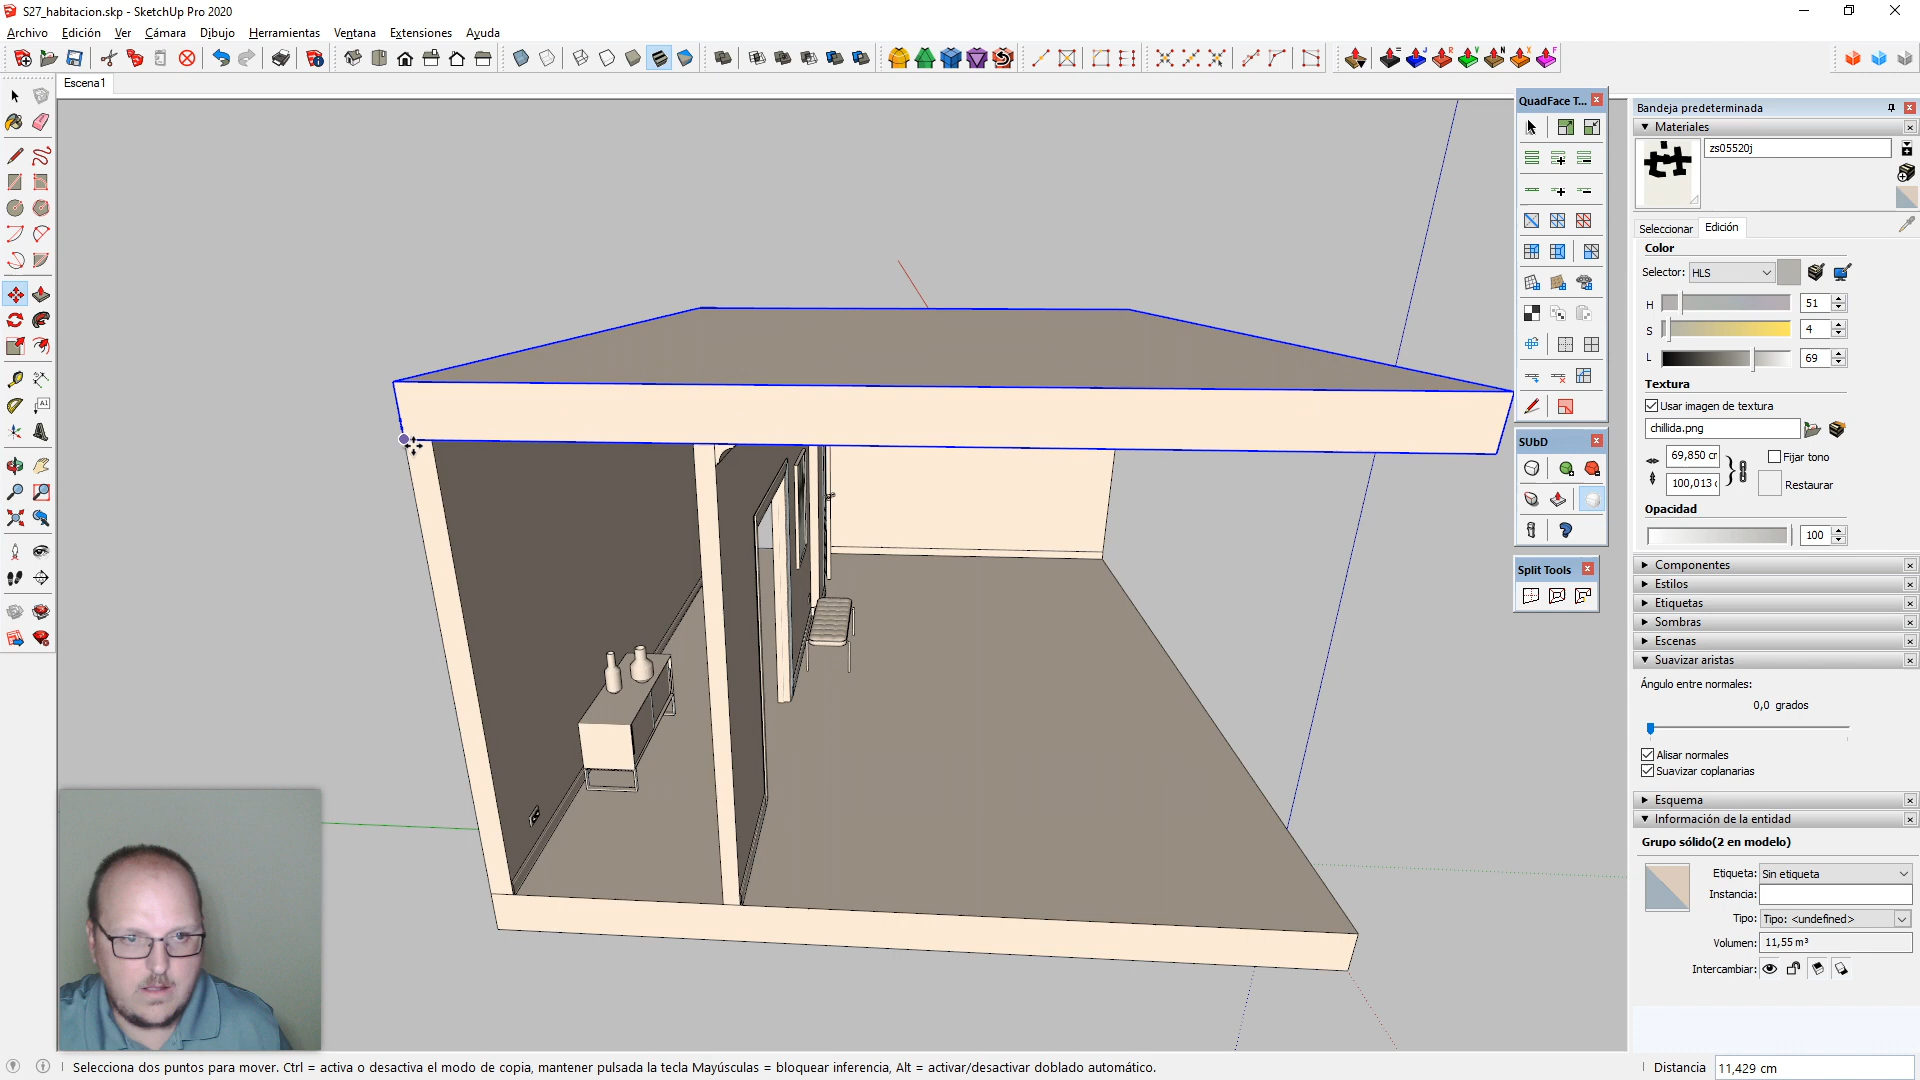 S27_habitacion.skp - SketchUp Pro 2020
Archivo Edición Ver Cámara Dibujo Herramientas Ventana Extensiones Ayuda
Escena1
QuadFace T...
SUbD
Split Tools
Bandeja predeterminada
Materiales
zs05520j
Seleccionar Edición
Color
Selector: HLS
H 51
S 4
L 69
Textura
Usar imagen de textura
chillida.png
69,850 cr
Fijar tono
100,013 c
Restaurar
Opacidad
100
Componentes
Estilos
Etiquetas
Sombras
Escenas
Suavizar aristas
Ángulo entre normales:
0,0 grados
Alisar normales
Suavizar coplanarias
Esquema
Información de la entidad
Grupo sólido(2 en modelo)
Etiqueta: Sin etiqueta
Instancia:
Tipo: Tipo: <undefined>
Volumen: 11,55 m³
Intercambiar:
Selecciona dos puntos para mover. Ctrl = activa o desactiva el modo de copia, mantener pulsada la tecla Mayúsculas = bloquear inferencia, Alt = activar/desactivar doblado automático.
Distancia 11,429 cm